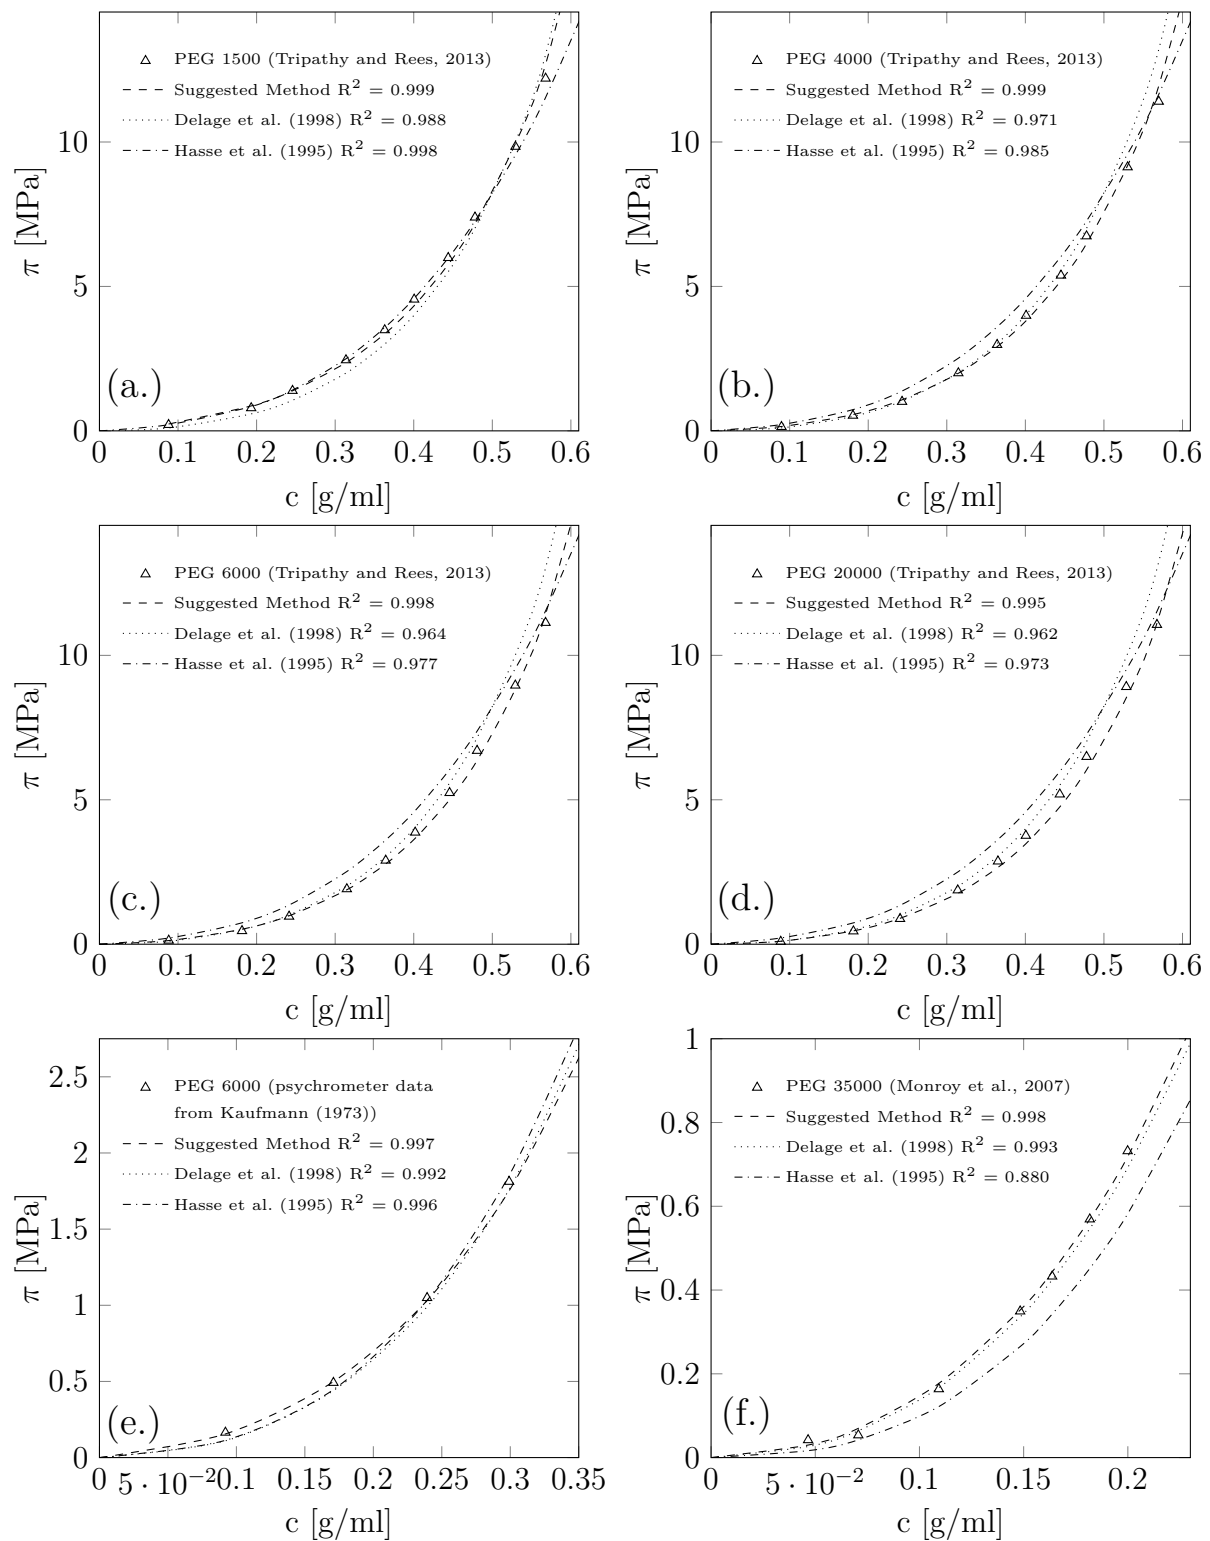 PEG 1500 (Tripathy and Rees, 2013)
Suggested Method R² = 0.999
Delage et al. (1998) R² = 0.988
Hasse et al. (1995) R² = 0.998
10
5
0
π [MPa]
(a.)
0 0.1 0.2 0.3 0.4 0.5 0.6
c [g/ml]
PEG 4000 (Tripathy and Rees, 2013)
Suggested Method R² = 0.999
Delage et al. (1998) R² = 0.971
Hasse et al. (1995) R² = 0.985
10
5
0
π [MPa]
(b.)
0 0.1 0.2 0.3 0.4 0.5 0.6
c [g/ml]
PEG 6000 (Tripathy and Rees, 2013)
Suggested Method R² = 0.998
Delage et al. (1998) R² = 0.964
Hasse et al. (1995) R² = 0.977
10
5
0
π [MPa]
(c.)
0 0.1 0.2 0.3 0.4 0.5 0.6
c [g/ml]
PEG 20000 (Tripathy and Rees, 2013)
Suggested Method R² = 0.995
Delage et al. (1998) R² = 0.962
Hasse et al. (1995) R² = 0.973
10
5
0
π [MPa]
(d.)
0 0.1 0.2 0.3 0.4 0.5 0.6
c [g/ml]
PEG 6000 (psychrometer data
from Kaufmann (1973))
Suggested Method R² = 0.997
Delage et al. (1998) R² = 0.992
Hasse et al. (1995) R² = 0.996
2.5
2
1.5
1
0.5
0
π [MPa]
(e.)
0 5 · 10⁻² 0.1 0.15 0.2 0.25 0.3 0.35
c [g/ml]
PEG 35000 (Monroy et al., 2007)
Suggested Method R² = 0.998
Delage et al. (1998) R² = 0.993
Hasse et al. (1995) R² = 0.880
1
0.8
0.6
0.4
0.2
0
π [MPa]
(f.)
0 5 · 10⁻² 0.1 0.15 0.2
c [g/ml]